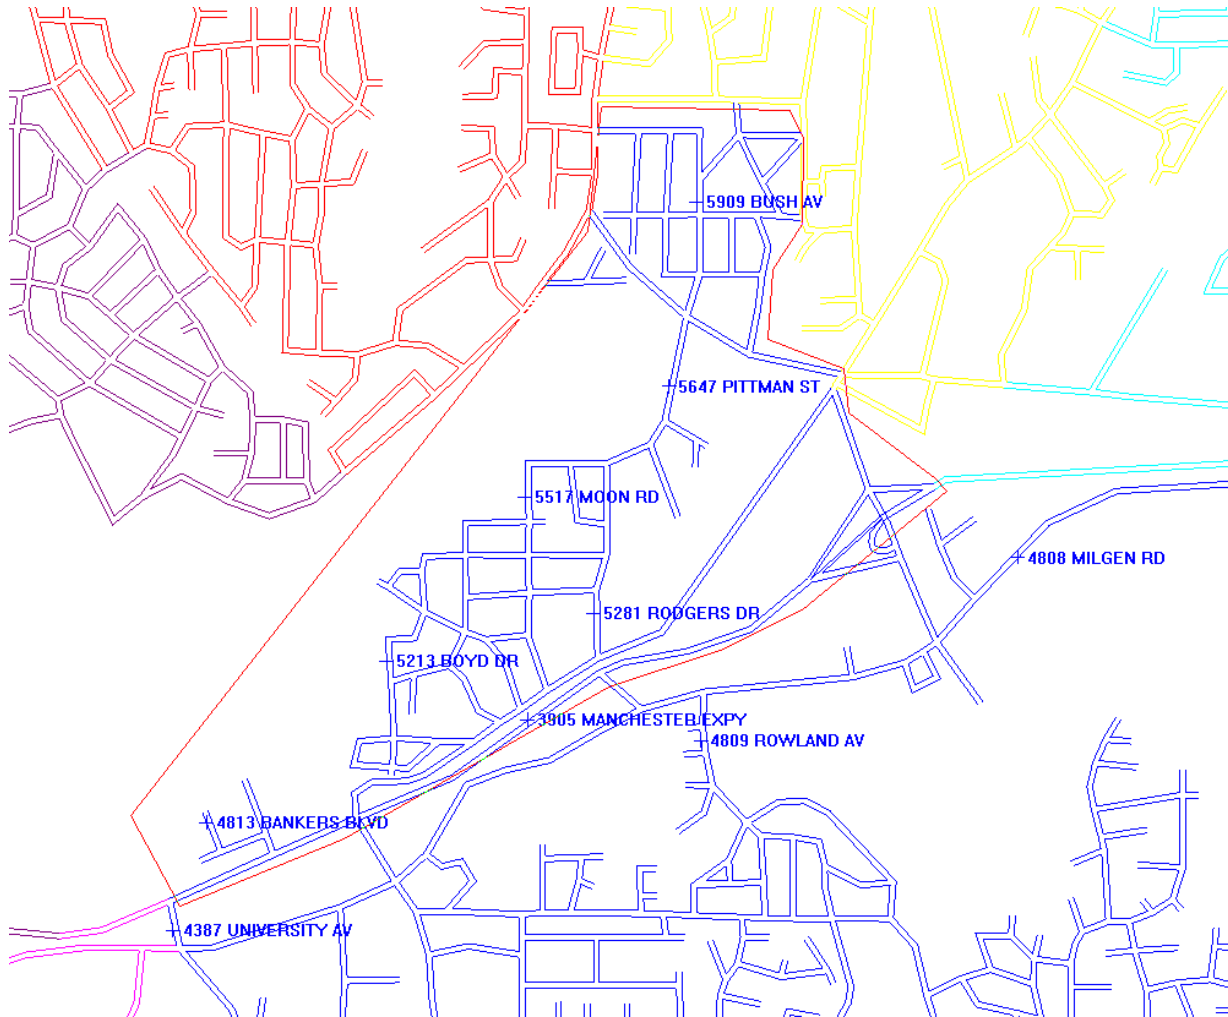 5909 BUSH AV
5647 PITTMAN ST
5517 MOON RD
4808 MILGEN RD
5281 RODGERS DR
5213 BOYD DR
3905 MANCHESTER EXPY
4809 ROWLAND AV
4813 BANKERS BLVD
4387 UNIVERSITY AV